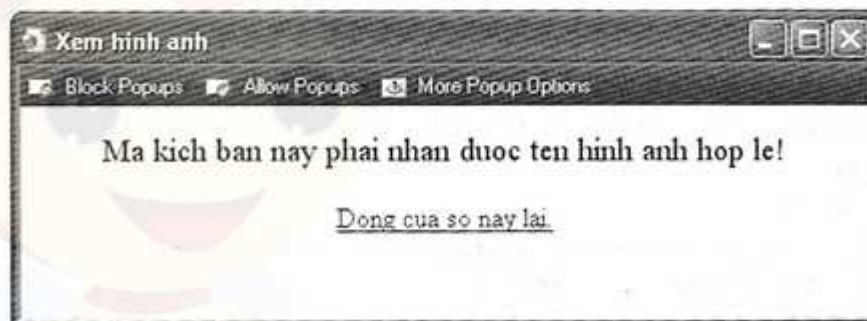 Xem hinh anh
Block Popups Allow Popups More Popup Options
Ma kich ban nay phai nhan duoc ten hinh anh hop le!
Dong cua so nay lai.